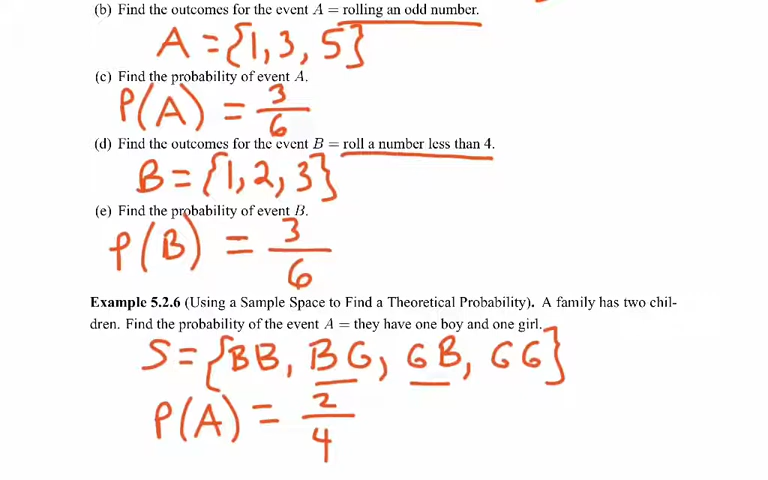 (b) Find the outcomes for the event A = rolling an odd number.
A = {1, 3, 5}
(c) Find the probability of event A.
P(A) = 3/6
(d) Find the outcomes for the event B = roll a number less than 4.
B = {1, 2, 3}
(e) Find the probability of event B.
P(B) = 3/6
Example 5.2.6 (Using a Sample Space to Find a Theoretical Probability). A family has two chil-
dren. Find the probability of the event A = they have one boy and one girl.
S = {BB, BG, GB, GG}
P(A) = 2/4